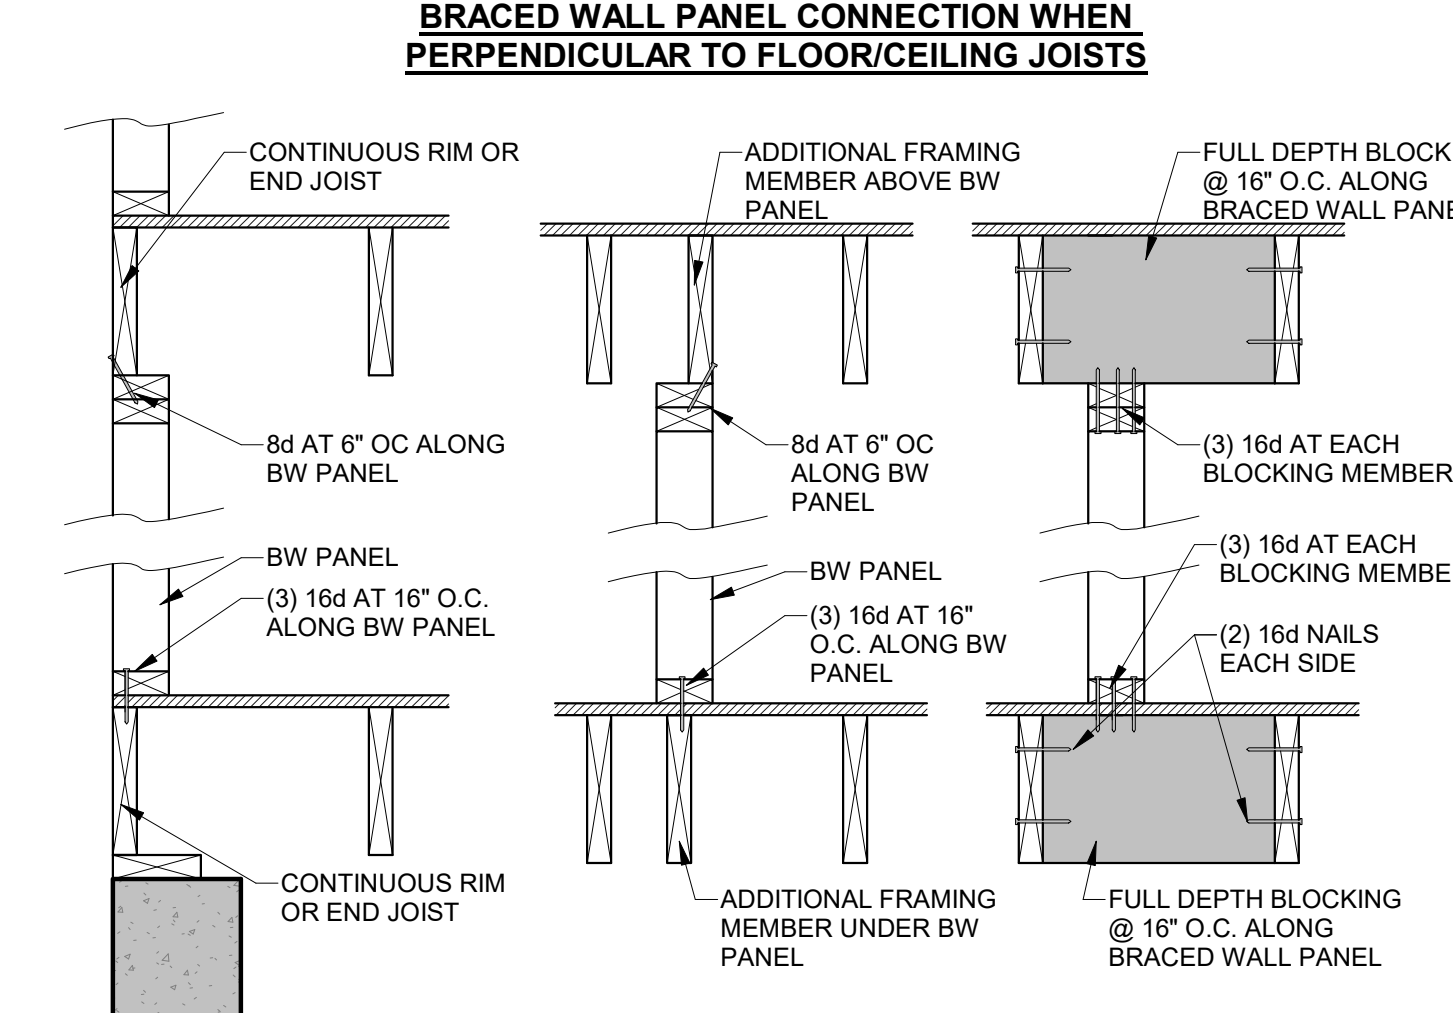 BRACED WALL PANEL CONNECTION WHEN
PERPENDICULAR TO FLOOR/CEILING JOISTS
CONTINUOUS RIM OR
END JOIST
8d AT 6" OC ALONG
BW PANEL
BW PANEL
(3) 16d AT 16" O.C.
ALONG BW PANEL
CONTINUOUS RIM
OR END JOIST
ADDITIONAL FRAMING
MEMBER ABOVE BW
PANEL
8d AT 6" OC
ALONG BW
PANEL
BW PANEL
(3) 16d AT 16"
O.C. ALONG BW
PANEL
ADDITIONAL FRAMING
MEMBER UNDER BW
PANEL
FULL DEPTH BLOCK
@ 16" O.C. ALONG
BRACED WALL PANE
(3) 16d AT EACH
BLOCKING MEMBER
(3) 16d AT EACH
BLOCKING MEMBE
(2) 16d NAILS
EACH SIDE
FULL DEPTH BLOCKING
@ 16" O.C. ALONG
BRACED WALL PANEL